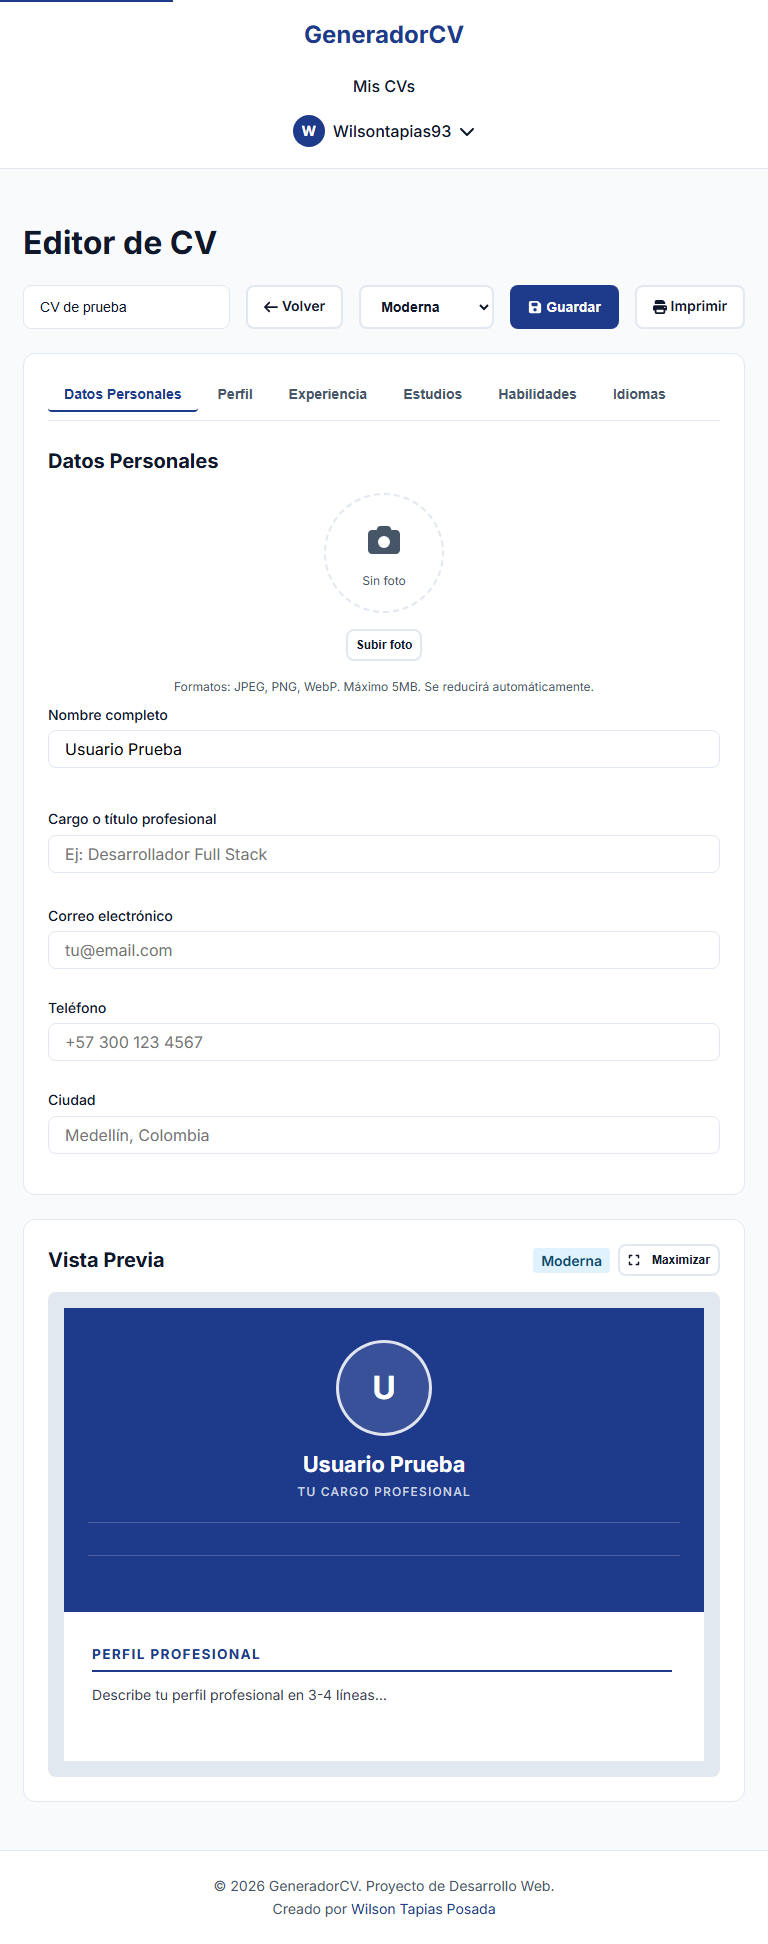 GeneradorCV
Mis CVs
W Wilsontapias93
Editor de CV
CV de prueba
Volver
Moderna
Guardar
Imprimir
Datos Personales Perfil Experiencia Estudios Habilidades Idiomas
Datos Personales
Sin foto
Subir foto
Formatos: JPEG, PNG, WebP. Máximo 5MB. Se reducirá automáticamente.
Nombre completo
Usuario Prueba
Cargo o título profesional
Ej: Desarrollador Full Stack
Correo electrónico
tu@email.com
Teléfono
+57 300 123 4567
Ciudad
Medellín, Colombia
Vista Previa
Moderna
Maximizar
U
Usuario Prueba
TU CARGO PROFESIONAL
PERFIL PROFESIONAL
Describe tu perfil profesional en 3-4 líneas...
© 2026 GeneradorCV. Proyecto de Desarrollo Web.
Creado por Wilson Tapias Posada